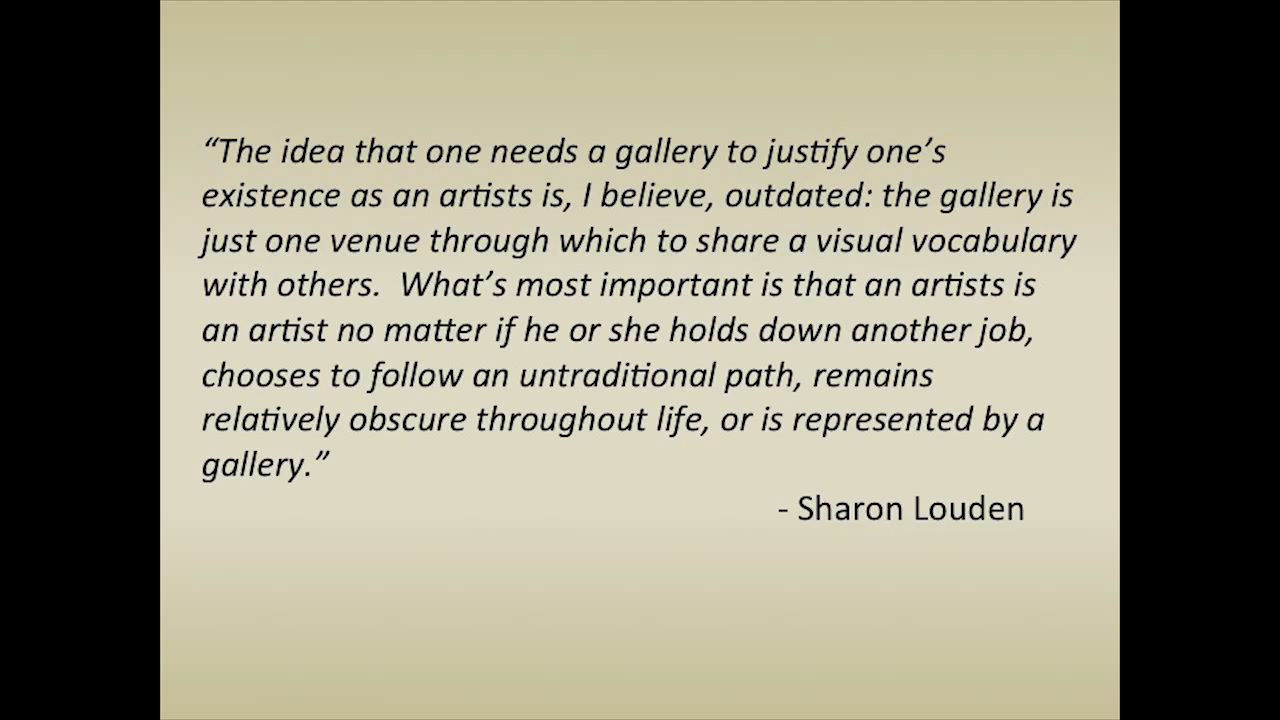 “The idea that one needs a gallery to justify one’s
existence as an artists is, I believe, outdated: the gallery is
just one venue through which to share a visual vocabulary
with others.  What’s most important is that an artists is
an artist no matter if he or she holds down another job,
chooses to follow an untraditional path, remains
relatively obscure throughout life, or is represented by a
gallery.”
- Sharon Louden